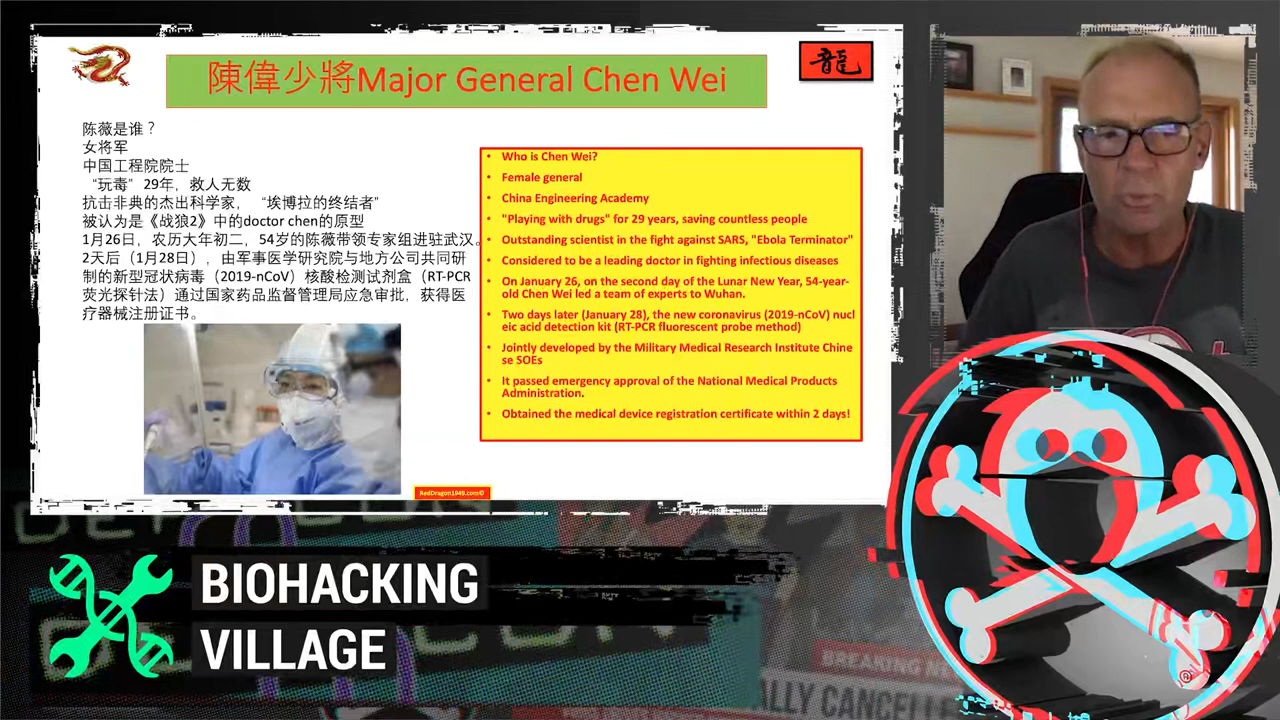 陳偉少將Major General Chen Wei
龍
陈薇是谁？
女将军
中国工程院院士
“玩毒”29年，救人无数
抗击非典的杰出科学家，“埃博拉的终结者”
被认为是《战狼2》中的doctor chen的原型
1月26日，农历大年初二，54岁的陈薇带领专家组进驻武汉。
2天后（1月28日），由军事医学研究院与地方公司共同研
制的新型冠状病毒（2019-nCoV）核酸检测试剂盒（RT-PCR
荧光探针法）通过国家药品监督管理局应急审批，获得医
疗器械注册证书。
• Who is Chen Wei?
• Female general
• China Engineering Academy
• "Playing with drugs" for 29 years, saving countless people
• Outstanding scientist in the fight against SARS, "Ebola Terminator"
• Considered to be a leading doctor in fighting infectious diseases
• On January 26, on the second day of the Lunar New Year, 54-year-
old Chen Wei led a team of experts to Wuhan.
• Two days later (January 28), the new coronavirus (2019-nCoV) nucl
eic acid detection kit (RT-PCR fluorescent probe method)
• Jointly developed by the Military Medical Research Institute Chine
se SOEs
• It passed emergency approval of the National Medical Products
Administration.
• Obtained the medical device registration certificate within 2 days!
RedDragon1949.com©
BIOHACKING
VILLAGE
BREAKING NE
ALLY CANCELLE
®